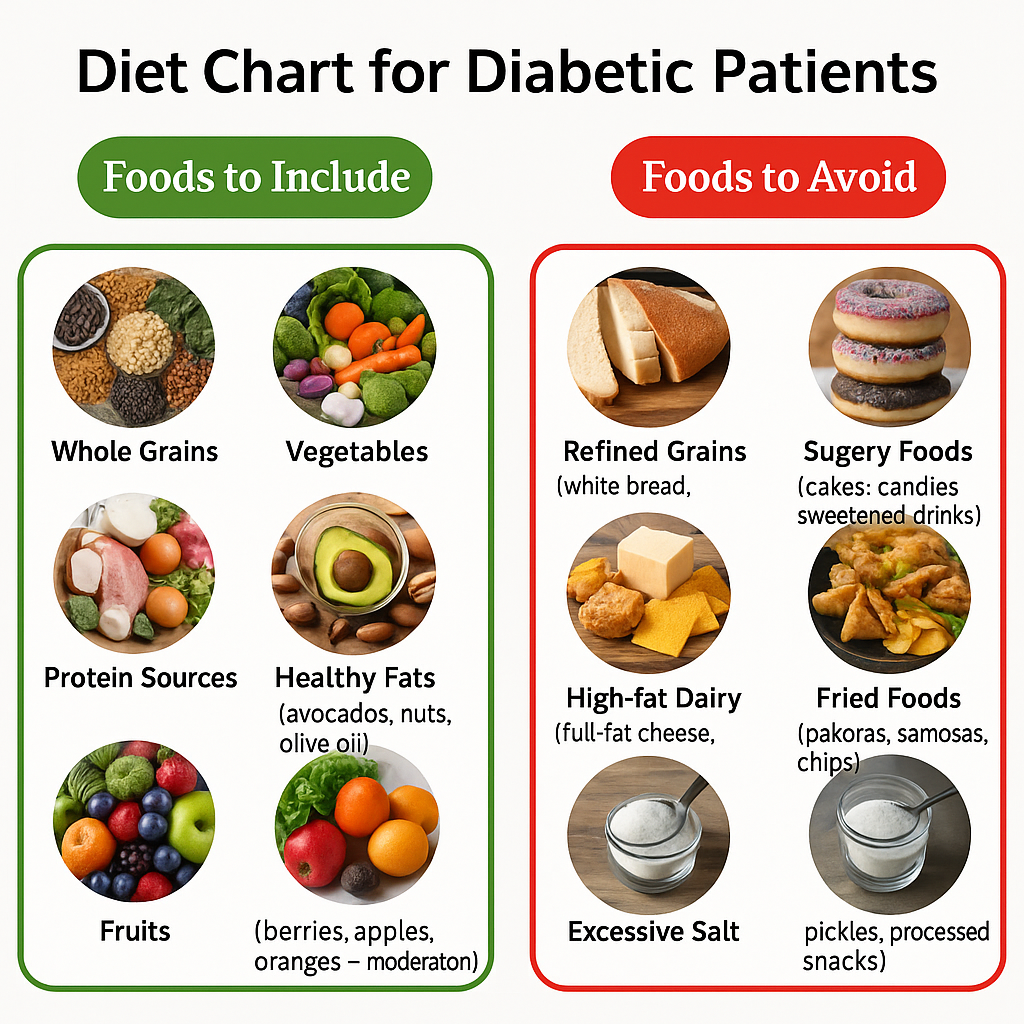 Diet Chart for Diabetic Patients
Foods to Include
Whole Grains
Vegetables
Protein Sources
Healthy Fats
(avocados, nuts,
olive oii)
Fruits
(berries, apples,
oranges – moderaton)
Foods to Avoid
Refined Grains
(white bread,
Sugery Foods
(cakes: candies
sweetened drinks)
High-fat Dairy
(full-fat cheese,
Fried Foods
(pakoras, samosas,
chips)
Excessive Salt
pickles, processed
snacks)